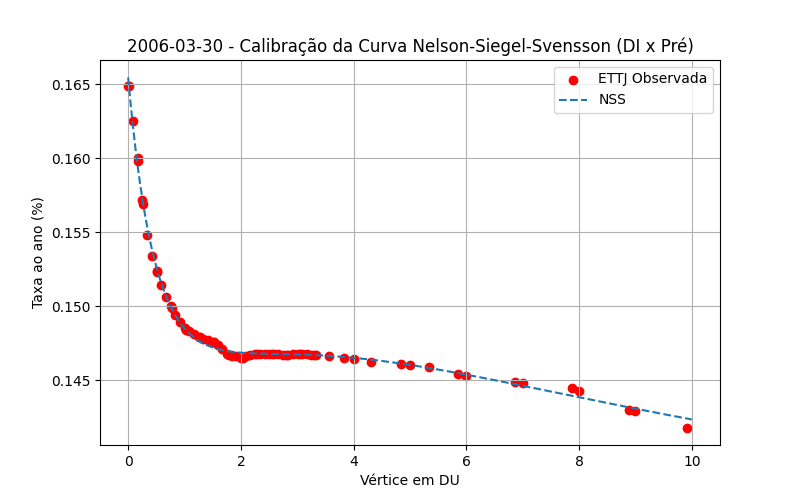 2006-03-30 - Calibração da Curva Nelson-Siegel-Svensson (DI x Pré)
ETTJ Observada
NSS
Taxa ao ano (%)
0.165
0.160
0.155
0.150
0.145
0 2 4 6 8 10
Vértice em DU